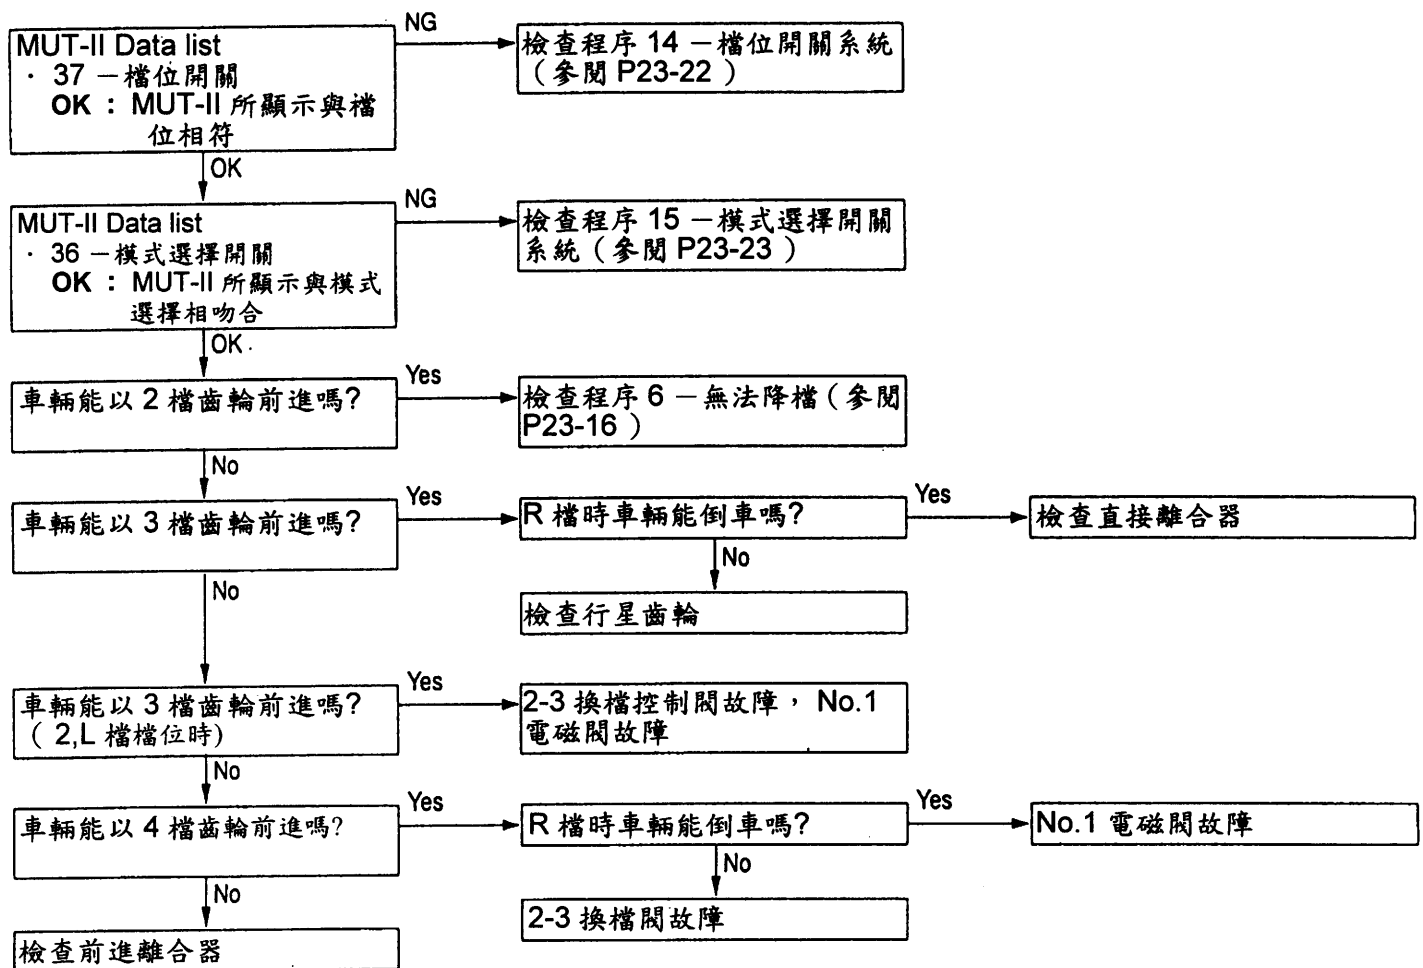 MUT-II Data list
· 37 －檔位開關
OK : MUT-II 所顯示與檔
位相符
NG
檢查程序 14 －檔位開關系統
（參閱 P23-22 ）
OK
MUT-II Data list
· 36 －模式選擇開關
OK : MUT-II 所顯示與模式
選擇相吻合
NG
檢查程序 15 －模式選擇開關
系統（參閱 P23-23 ）
OK
車輛能以 2 檔齒輪前進嗎?
Yes
檢查程序 6 －無法降檔（參閱
P23-16 ）
No
車輛能以 3 檔齒輪前進嗎?
Yes
R 檔時車輛能倒車嗎?
Yes
檢查直接離合器
No
檢查行星齒輪
No
車輛能以 3 檔齒輪前進嗎?
（ 2,L 檔檔位時)
Yes
2-3 換檔控制閥故障， No.1
電磁閥故障
No
車輛能以 4 檔齒輪前進嗎?
Yes
R 檔時車輛能倒車嗎?
Yes
No.1 電磁閥故障
No
2-3 換檔閥故障
No
檢查前進離合器